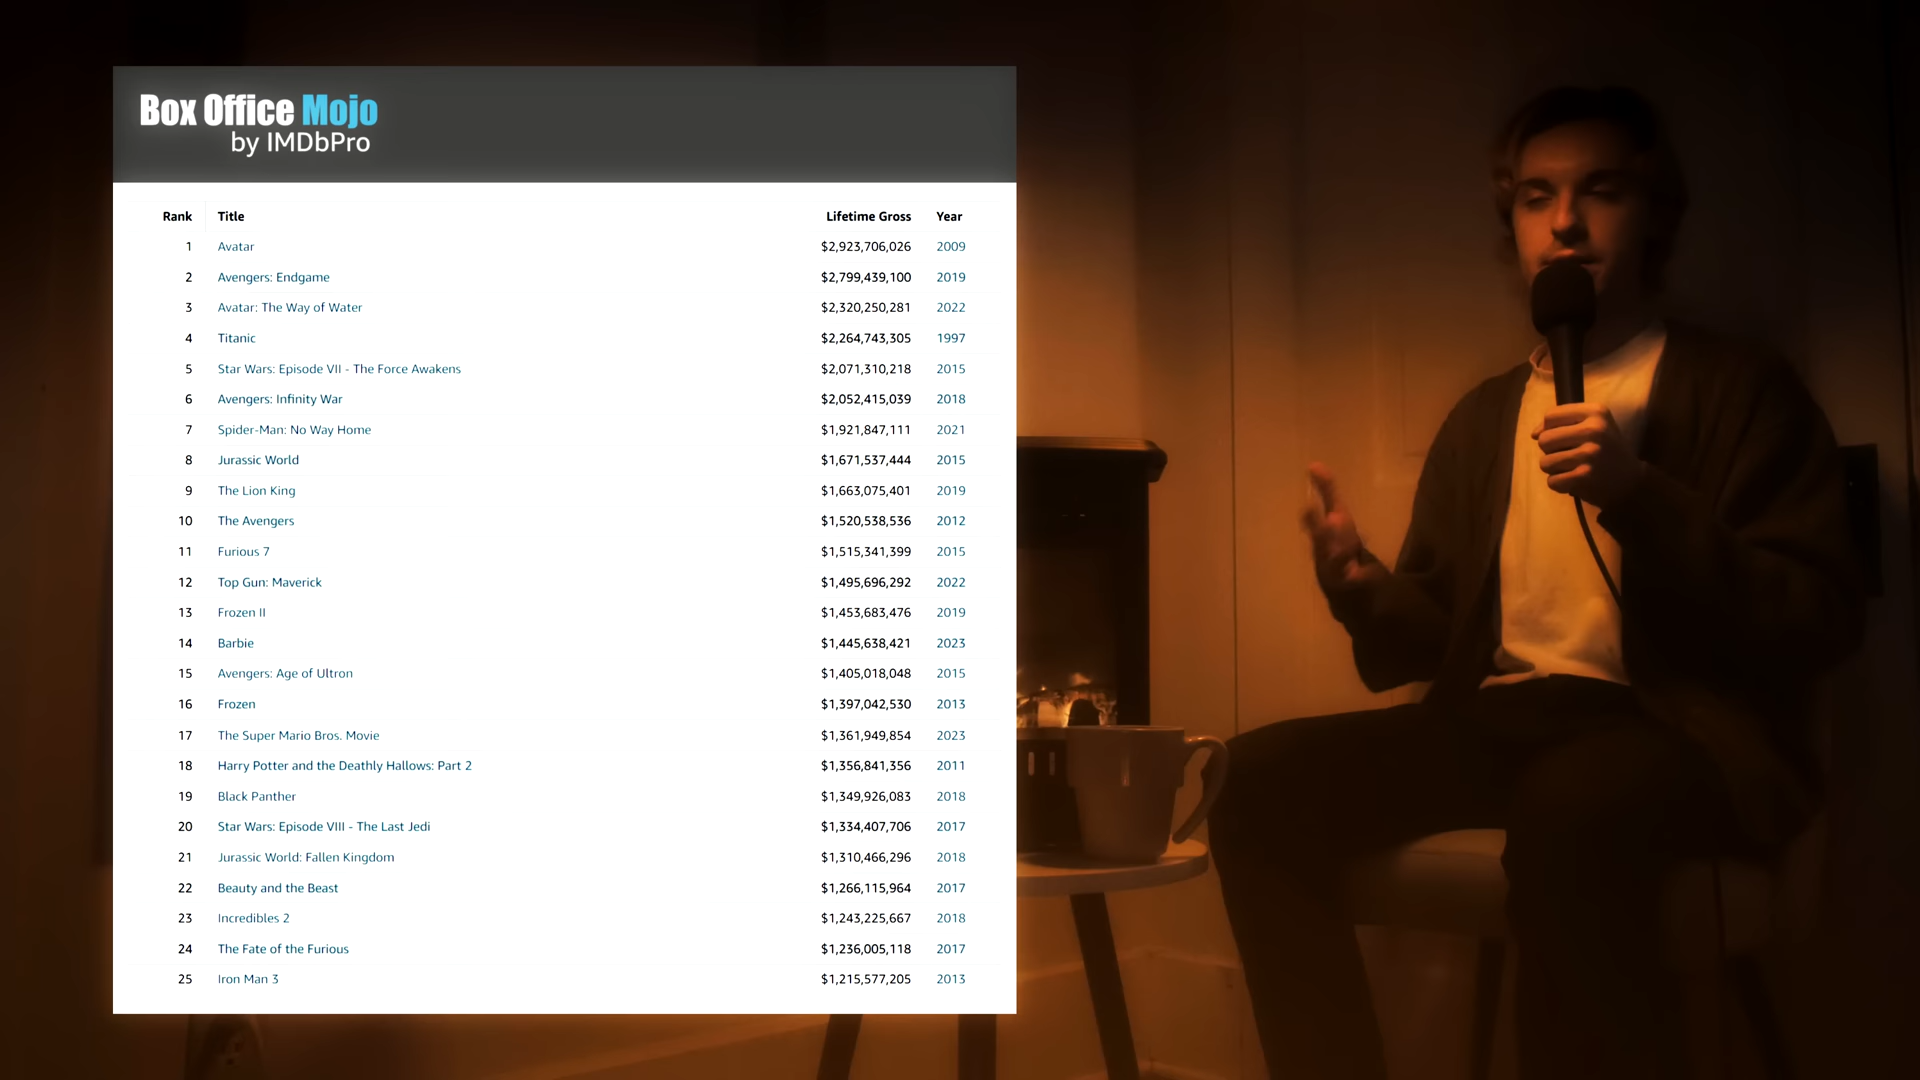 Box Office Mojo
by IMDbPro
Rank Title Lifetime Gross Year
1 Avatar $2,923,706,026 2009
2 Avengers: Endgame $2,799,439,100 2019
3 Avatar: The Way of Water $2,320,250,281 2022
4 Titanic $2,264,743,305 1997
5 Star Wars: Episode VII - The Force Awakens $2,071,310,218 2015
6 Avengers: Infinity War $2,052,415,039 2018
7 Spider-Man: No Way Home $1,921,847,111 2021
8 Jurassic World $1,671,537,444 2015
9 The Lion King $1,663,075,401 2019
10 The Avengers $1,520,538,536 2012
11 Furious 7 $1,515,341,399 2015
12 Top Gun: Maverick $1,495,696,292 2022
13 Frozen II $1,453,683,476 2019
14 Barbie $1,445,638,421 2023
15 Avengers: Age of Ultron $1,405,018,048 2015
16 Frozen $1,397,042,530 2013
17 The Super Mario Bros. Movie $1,361,949,854 2023
18 Harry Potter and the Deathly Hallows: Part 2 $1,356,841,356 2011
19 Black Panther $1,349,926,083 2018
20 Star Wars: Episode VIII - The Last Jedi $1,334,407,706 2017
21 Jurassic World: Fallen Kingdom $1,310,466,296 2018
22 Beauty and the Beast $1,266,115,964 2017
23 Incredibles 2 $1,243,225,667 2018
24 The Fate of the Furious $1,236,005,118 2017
25 Iron Man 3 $1,215,577,205 2013